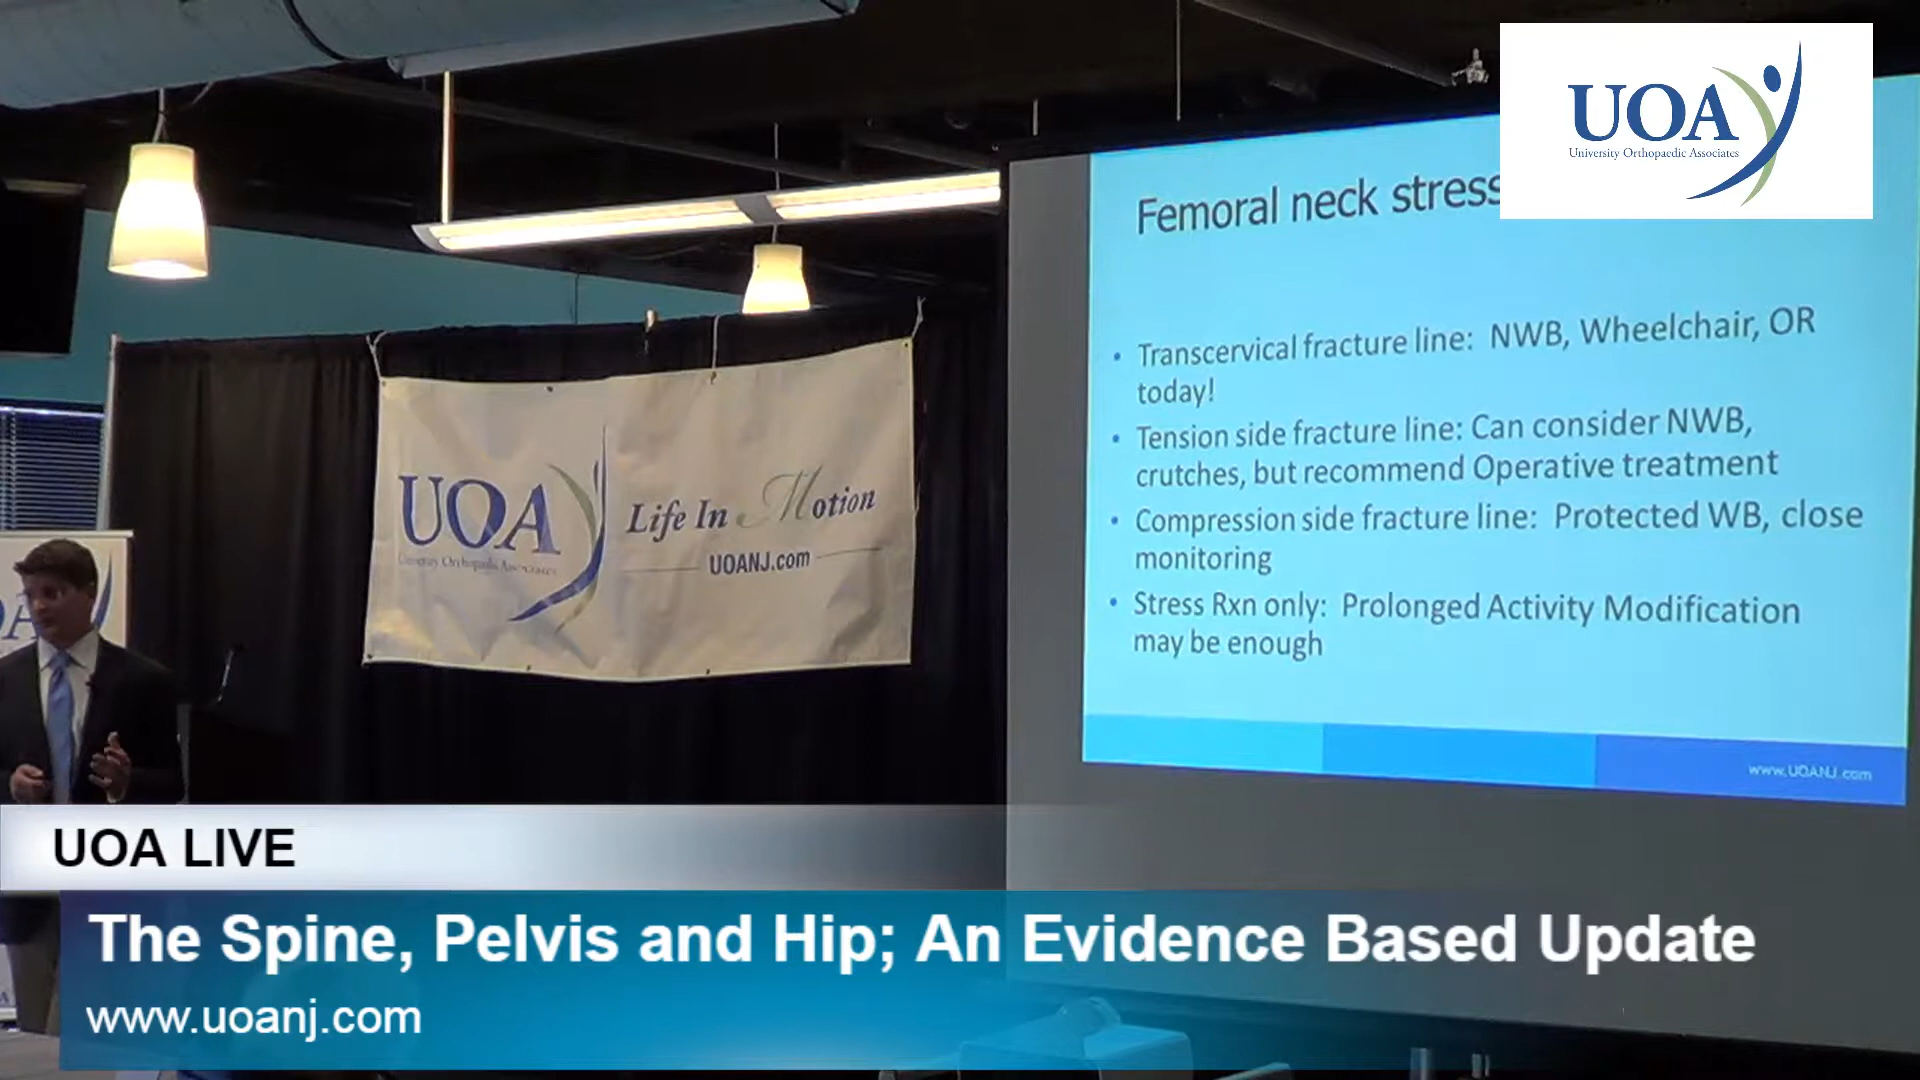 UOA
University Orthopaedic Associates
Femoral neck stress
• Transcervical fracture line: NWB, Wheelchair, OR
today!
• Tension side fracture line: Can consider NWB,
crutches, but recommend Operative treatment
• Compression side fracture line: Protected WB, close
monitoring
• Stress Rxn only: Prolonged Activity Modification
may be enough
www.UOANJ.com
UOA
University Orthopaedic Associates
Life In Motion
UOANJ.com
UOA LIVE
The Spine, Pelvis and Hip; An Evidence Based Update
www.uoanj.com